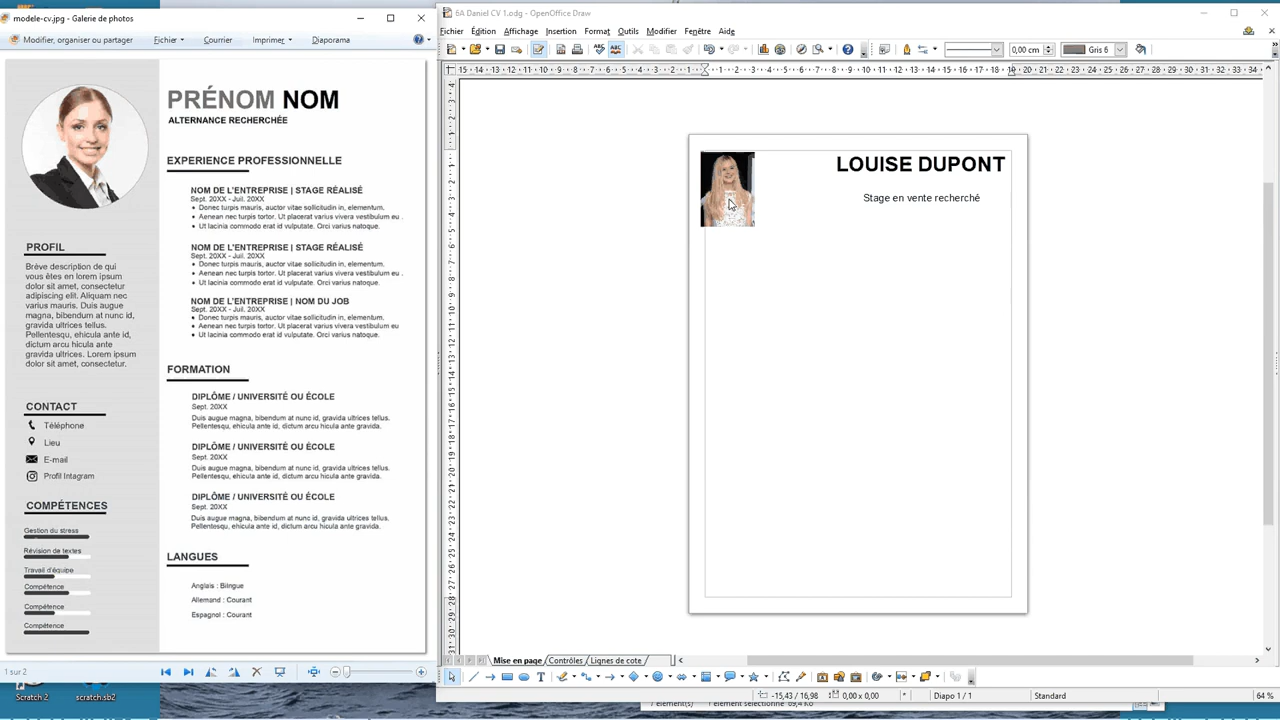 modele-cv.jpg - Galerie de photos
Modifier, organiser ou partager
Fichier
Courrier
Imprimer
Diaporama
PRÉNOM NOM
ALTERNANCE RECHERCHÉE
EXPERIENCE PROFESSIONNELLE
NOM DE L'ENTREPRISE | STAGE RÉALISÉ
Sept. 20XX - Juil. 20XX
• Donec turpis mauris, auctor vitae sollicitudin in, elementum.
• Aenean nec turpis tortor. Ut placerat varius vivera vestibulum eu .
• Ut lacinia commodo erat id vulputate. Orci varius natoque.
NOM DE L'ENTREPRISE | STAGE RÉALISÉ
Sept. 20XX - Juil. 20XX
• Donec turpis mauris, auctor vitae sollicitudin in, elementum.
• Aenean nec turpis tortor. Ut placerat varius vivera vestibulum eu .
• Ut lacinia commodo erat id vulputate. Orci varius natoque.
NOM DE L'ENTREPRISE | NOM DU JOB
Sept. 20XX - Juil. 20XX
• Donec turpis mauris, auctor vitae sollicitudin in, elementum.
• Aenean nec turpis tortor. Ut placerat varius vivera vestibulum eu
• Ut lacinia commodo erat id vulputate. Orci varius natoque.
FORMATION
DIPLÔME / UNIVERSITÉ OU ÉCOLE
Sept. 20XX
Duis augue magna, bibendum at nunc id, gravida ultrices tellus.
Pellentesqu, ehicula ante id, dictum arcu hicula ante gravida.
DIPLÔME / UNIVERSITÉ OU ÉCOLE
Sept. 20XX
Duis augue magna, bibendum at nunc id, gravida ultrices tellus.
Pellentesqu, ehicula ante id, dictum arcu hicula ante gravida.
DIPLÔME / UNIVERSITÉ OU ÉCOLE
Sept. 20XX
Duis augue magna, bibendum at nunc id, gravida ultrices tellus.
Pellentesqu, ehicula ante id, dictum arcu hicula ante gravida.
LANGUES
Anglais : Bilingue
Allemand : Courant
Espagnol : Courant
PROFIL
Brève description de qui
vous êtes en lorem ipsum
dolor sit amet, consectetur
adipiscing elit. Aliquam nec
varius mauris. Duis augue
magna, bibendum at nunc id,
gravida ultrices tellus.
Pellentesqu, ehicula ante id,
dictum arcu hicula ante
gravida ultrices. Lorem ipsum
dolor sit amet, consectetur.
CONTACT
Téléphone
Lieu
E-mail
Profil Intagram
COMPÉTENCES
Gestion du stress
Révision de textes
Travail d'équipe
Compétence
Compétence
Compétence
1 sur 2
Scratch 2
scratch.sb2
6A Daniel CV 1.odg - OpenOffice Draw
Fichier Édition Affichage Insertion Format Outils Modifier Fenêtre Aide
0,00 cm
Gris 6
LOUISE DUPONT
Stage en vente recherché
Mise en page
Contrôles
Lignes de cote
-15,43 / 16,98
0,00 x 0,00
*
Diapo 1 / 1
Standard
64 %